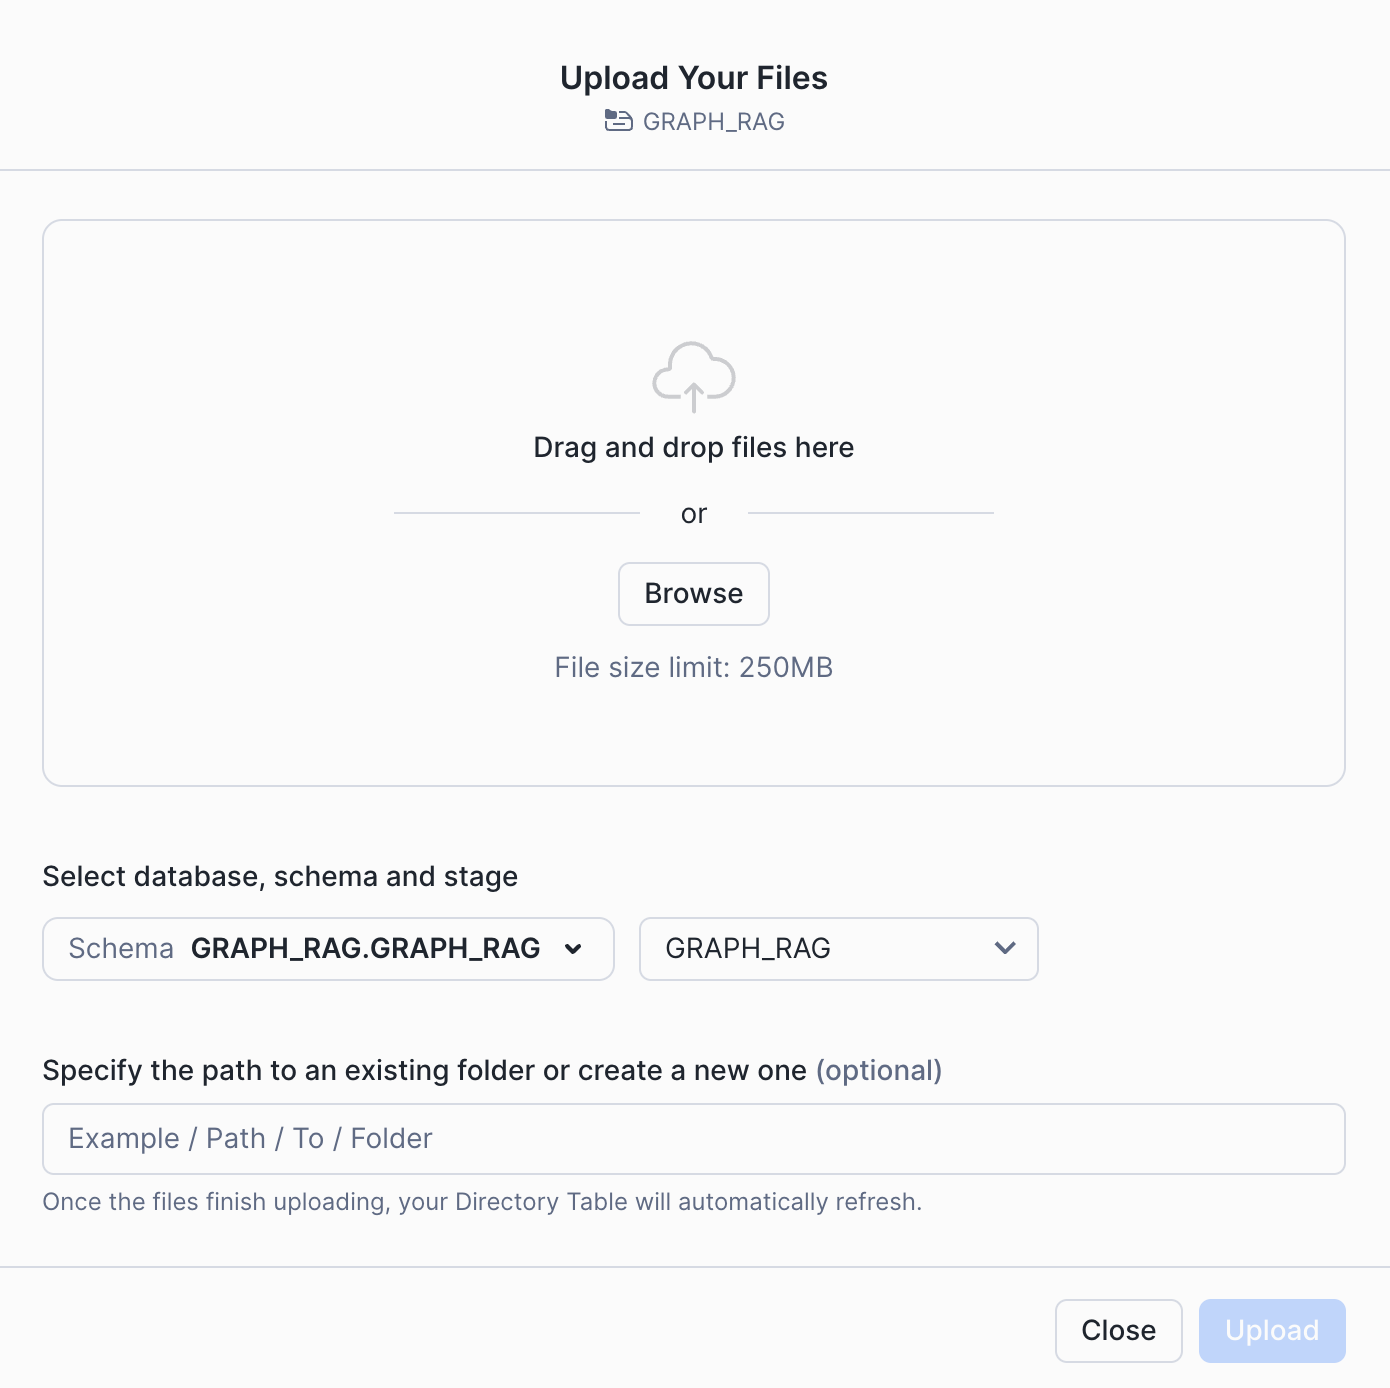 Upload Your Files
GRAPH_RAG
Drag and drop files here
or
Browse
File size limit: 250MB
Select database, schema and stage
Schema GRAPH_RAG.GRAPH_RAG
GRAPH_RAG
Specify the path to an existing folder or create a new one (optional)
Example / Path / To / Folder
Once the files finish uploading, your Directory Table will automatically refresh.
Close
Upload